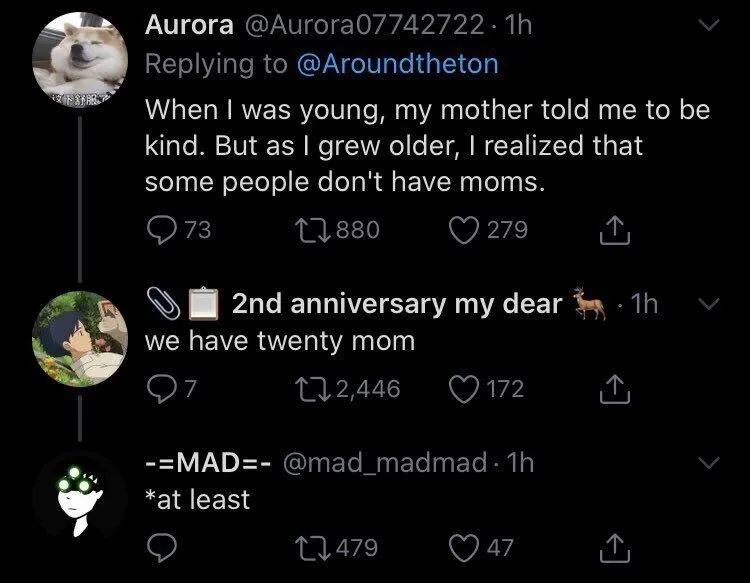 Aurora @Aurora07742722 · 1h
Replying to @Aroundtheton
When I was young, my mother told me to be
kind. But as I grew older, I realized that
some people don't have moms.
73 880 279
📎📋 2nd anniversary my dear 🦌 · 1h
we have twenty mom
7 2,446 172
-=MAD=- @mad_madmad · 1h
*at least
479 47